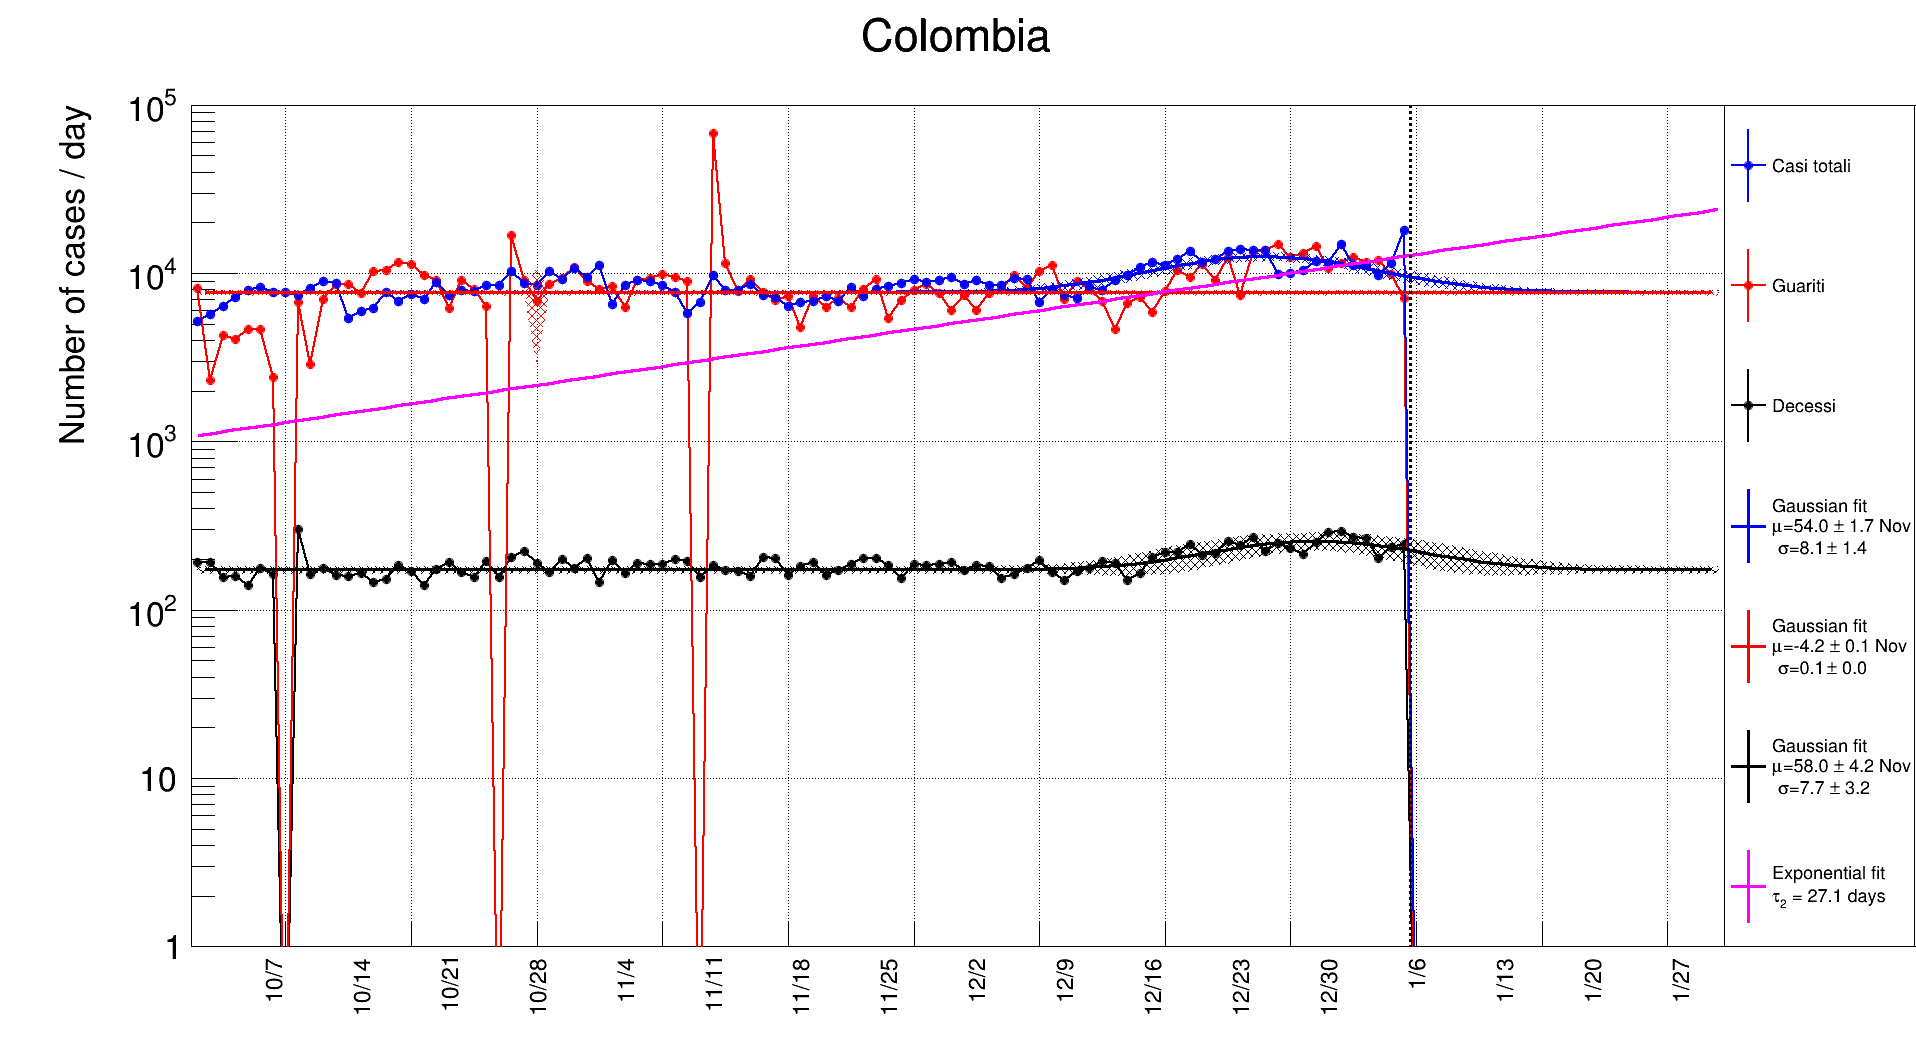 Colombia
Number of cases / day
10^5
10^4
10^3
10^2
10
1
10/7
10/14
10/21
10/28
11/4
11/11
11/18
11/25
12/2
12/9
12/16
12/23
12/30
1/6
1/13
1/20
1/27
Casi totali
Guariti
Decessi
Gaussian fit
μ=54.0 ± 1.7 Nov
σ=8.1 ± 1.4
Gaussian fit
μ=-4.2 ± 0.1 Nov
σ=0.1 ± 0.0
Gaussian fit
μ=58.0 ± 4.2 Nov
σ=7.7 ± 3.2
Exponential fit
τ₂ = 27.1 days